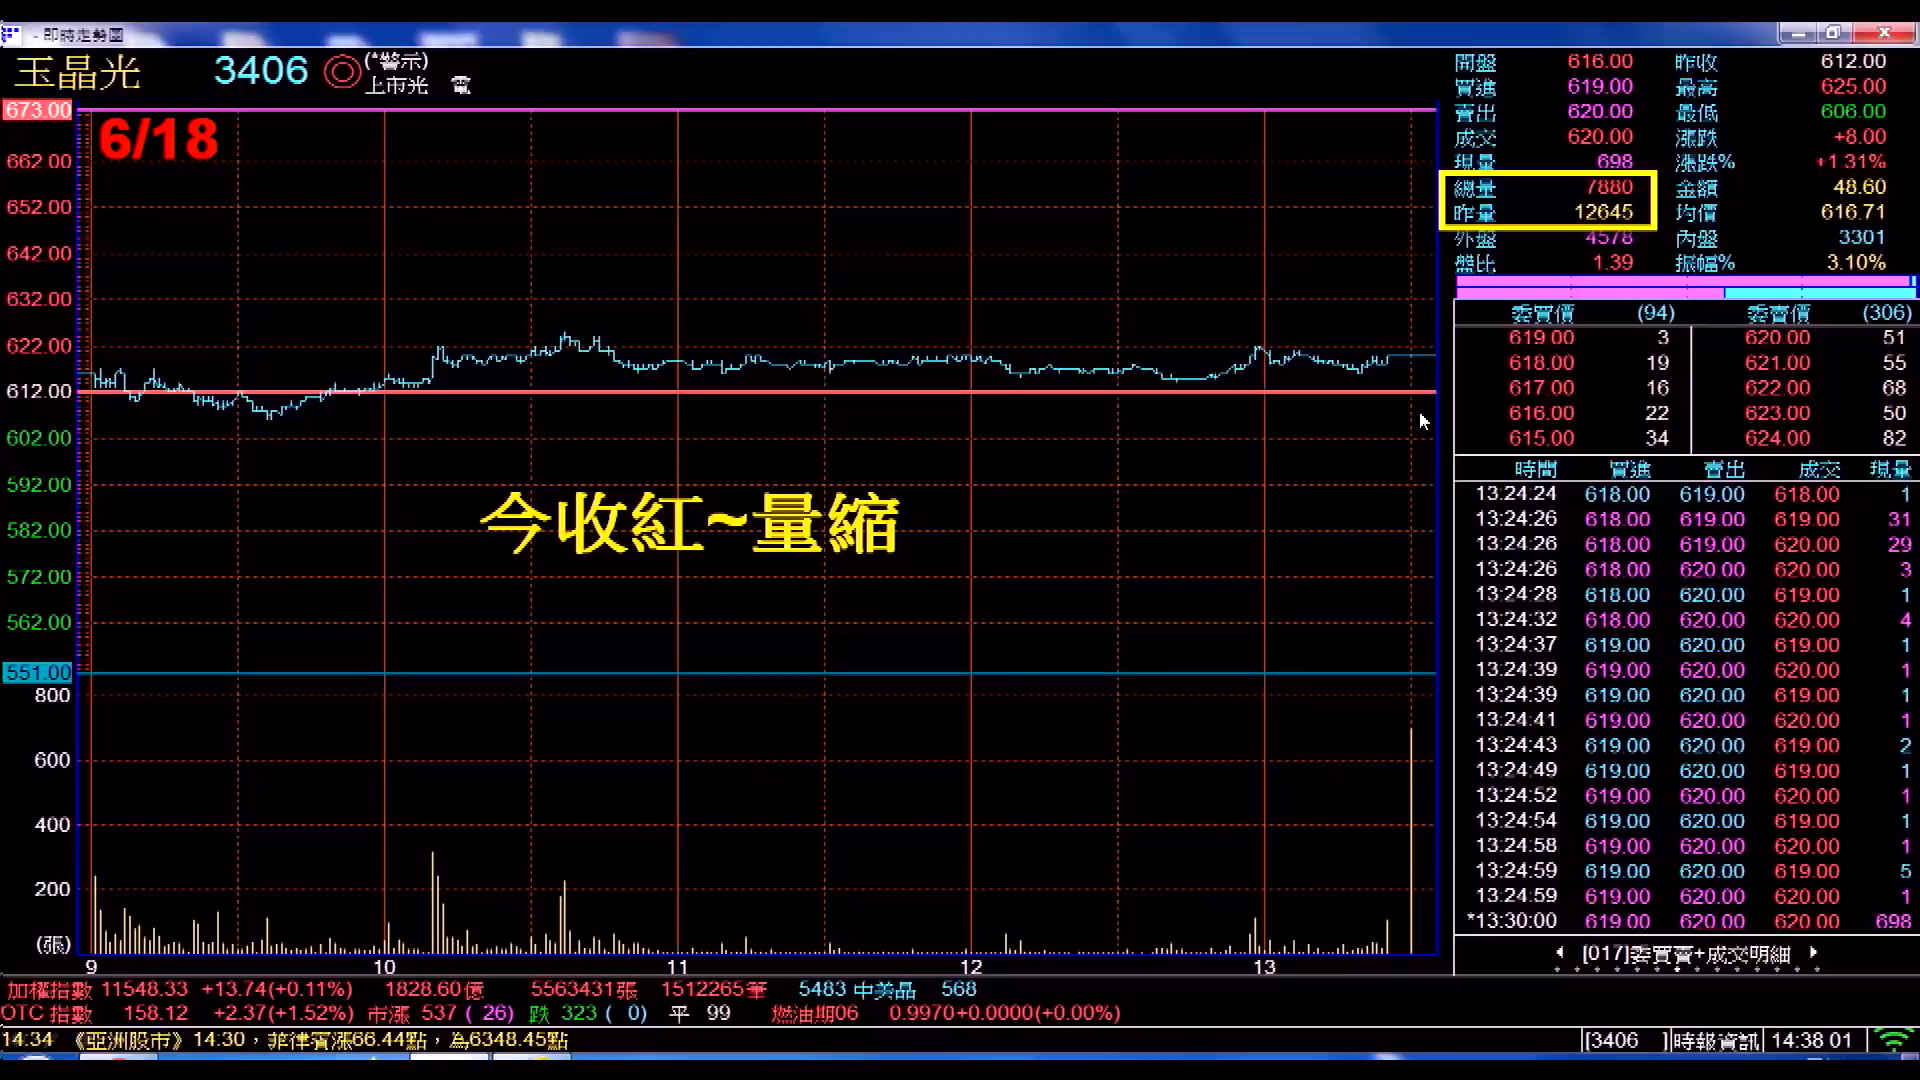 - 即時走勢圖
玉晶光 3406 ◎ (*警示)
上市光 電
6/18
673.00
662.00
652.00
642.00
632.00
622.00
612.00
602.00
592.00
582.00
572.00
562.00
551.00
800
600
400
200
(張)
9 10 11 12 13
今收紅~量縮
開盤 616.00 昨收 612.00
買進 619.00 最高 625.00
賣出 620.00 最低 606.00
成交 620.00 漲跌 +8.00
現量 698 漲跌% +1.31%
總量 7880 金額 48.60
昨量 12645 均價 616.71
外盤 4578 內盤 3301
盤比 1.39 振幅% 3.10%
委買價 (94) 委賣價 (306)
619.00 3 620.00 51
618.00 19 621.00 55
617.00 16 622.00 68
616.00 22 623.00 50
615.00 34 624.00 82
時間 買進 賣出 成交 現量
13:24:24 618.00 619.00 618.00 1
13:24:26 618.00 619.00 619.00 31
13:24:26 618.00 619.00 620.00 29
13:24:26 618.00 620.00 620.00 3
13:24:28 618.00 620.00 619.00 1
13:24:32 618.00 620.00 620.00 4
13:24:37 619.00 620.00 619.00 1
13:24:39 619.00 620.00 620.00 1
13:24:39 619.00 620.00 619.00 1
13:24:41 619.00 620.00 620.00 1
13:24:43 619.00 620.00 619.00 2
13:24:49 619.00 620.00 619.00 1
13:24:52 619.00 620.00 620.00 1
13:24:54 619.00 620.00 619.00 1
13:24:58 619.00 620.00 620.00 1
13:24:59 619.00 620.00 619.00 5
13:24:59 619.00 620.00 620.00 1
*13:30:00 619.00 620.00 620.00 698
[017]委買賣+成交明細
加權指數 11548.33 +13.74(+0.11%) 1828.60億 5563431張 1512265筆 5483 中美晶 568
OTC 指數 158.12 +2.37(+1.52%) 市漲 537 ( 26) 跌 323 ( 0) 平 99 燃油期06 0.9970+0.0000(+0.00%)
14:34 《亞洲股市》14:30，菲律賓漲66.44點，為6348.45點 [3406 ]時報資訊 14:38 01